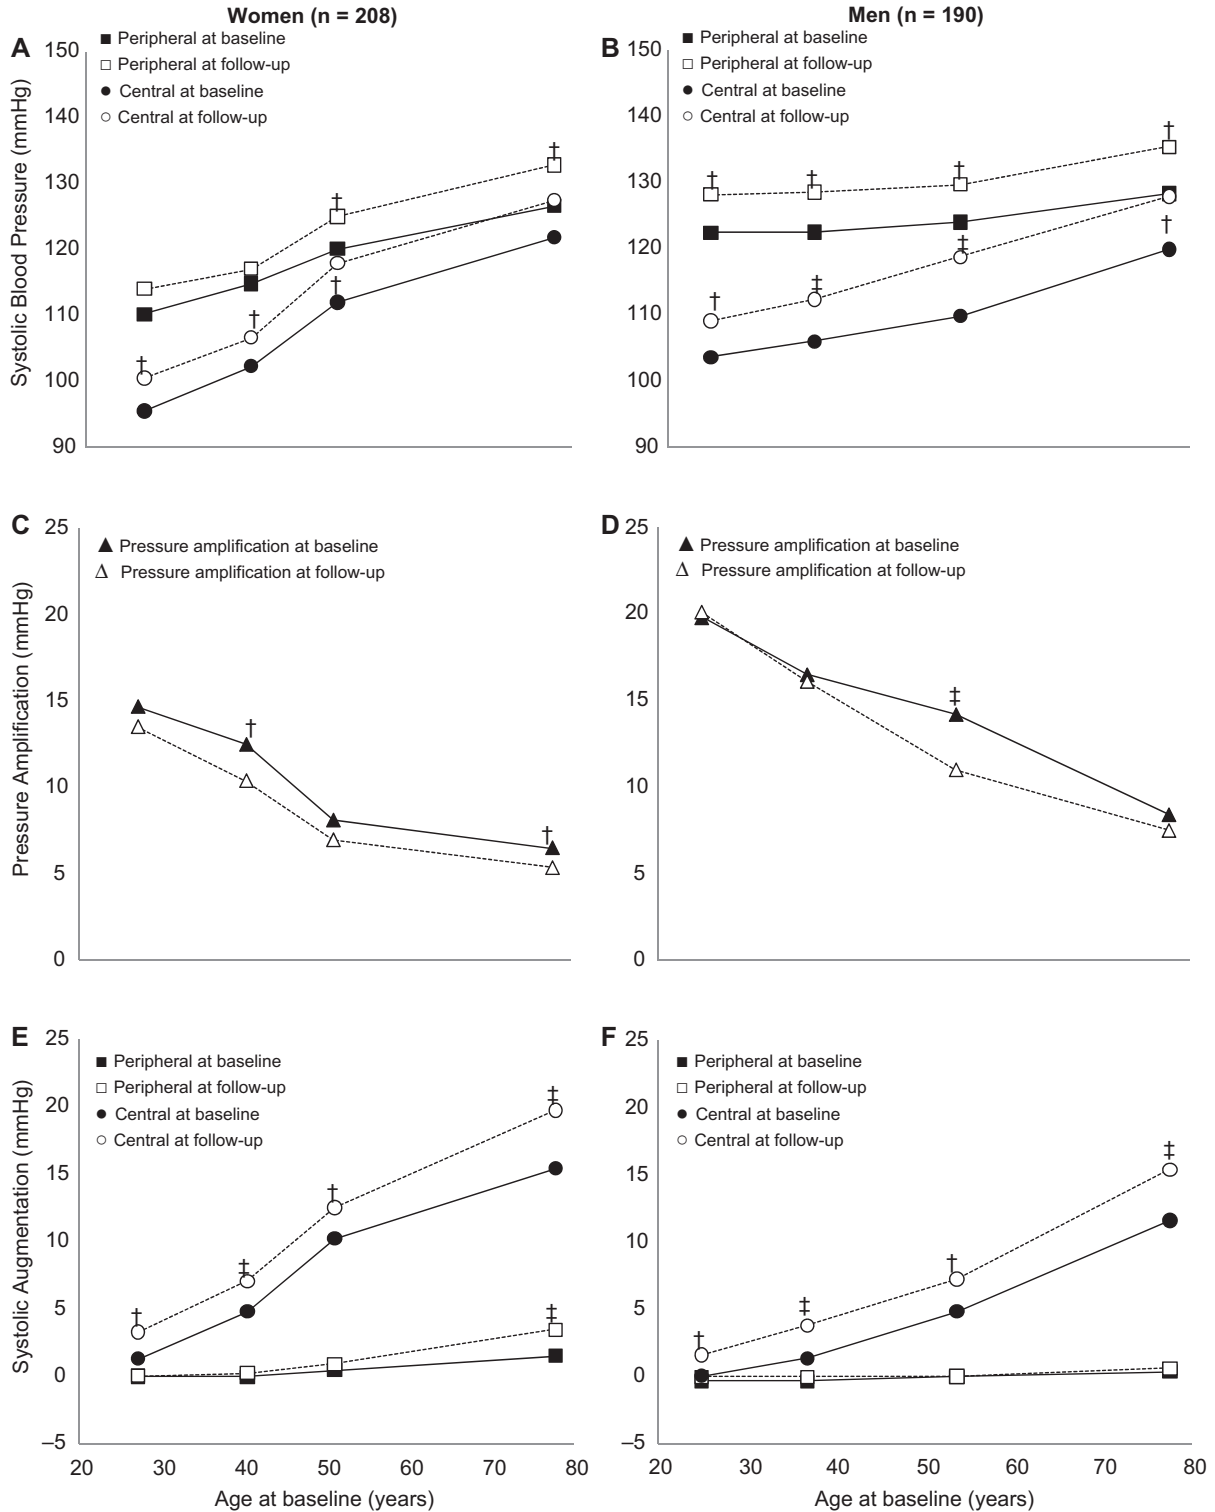 Women (n = 208)
Men (n = 190)
A
Systolic Blood Pressure (mmHg)
150
140
130
120
110
100
90
Peripheral at baseline
Peripheral at follow-up
Central at baseline
Central at follow-up
†
†
†
†
†
B
150
140
130
120
110
100
90
Peripheral at baseline
Peripheral at follow-up
Central at baseline
Central at follow-up
†
†
†
†
†
‡
‡
†
C
Pressure Amplification (mmHg)
25
20
15
10
5
0
Pressure amplification at baseline
Pressure amplification at follow-up
†
†
D
25
20
15
10
5
0
Pressure amplification at baseline
Pressure amplification at follow-up
‡
E
Systolic Augmentation (mmHg)
25
20
15
10
5
0
–5
Peripheral at baseline
Peripheral at follow-up
Central at baseline
Central at follow-up
†
‡
†
‡
‡
20 30 40 50 60 70 80
Age at baseline (years)
F
25
20
15
10
5
0
–5
Peripheral at baseline
Peripheral at follow-up
Central at baseline
Central at follow-up
†
‡
†
‡
20 30 40 50 60 70 80
Age at baseline (years)